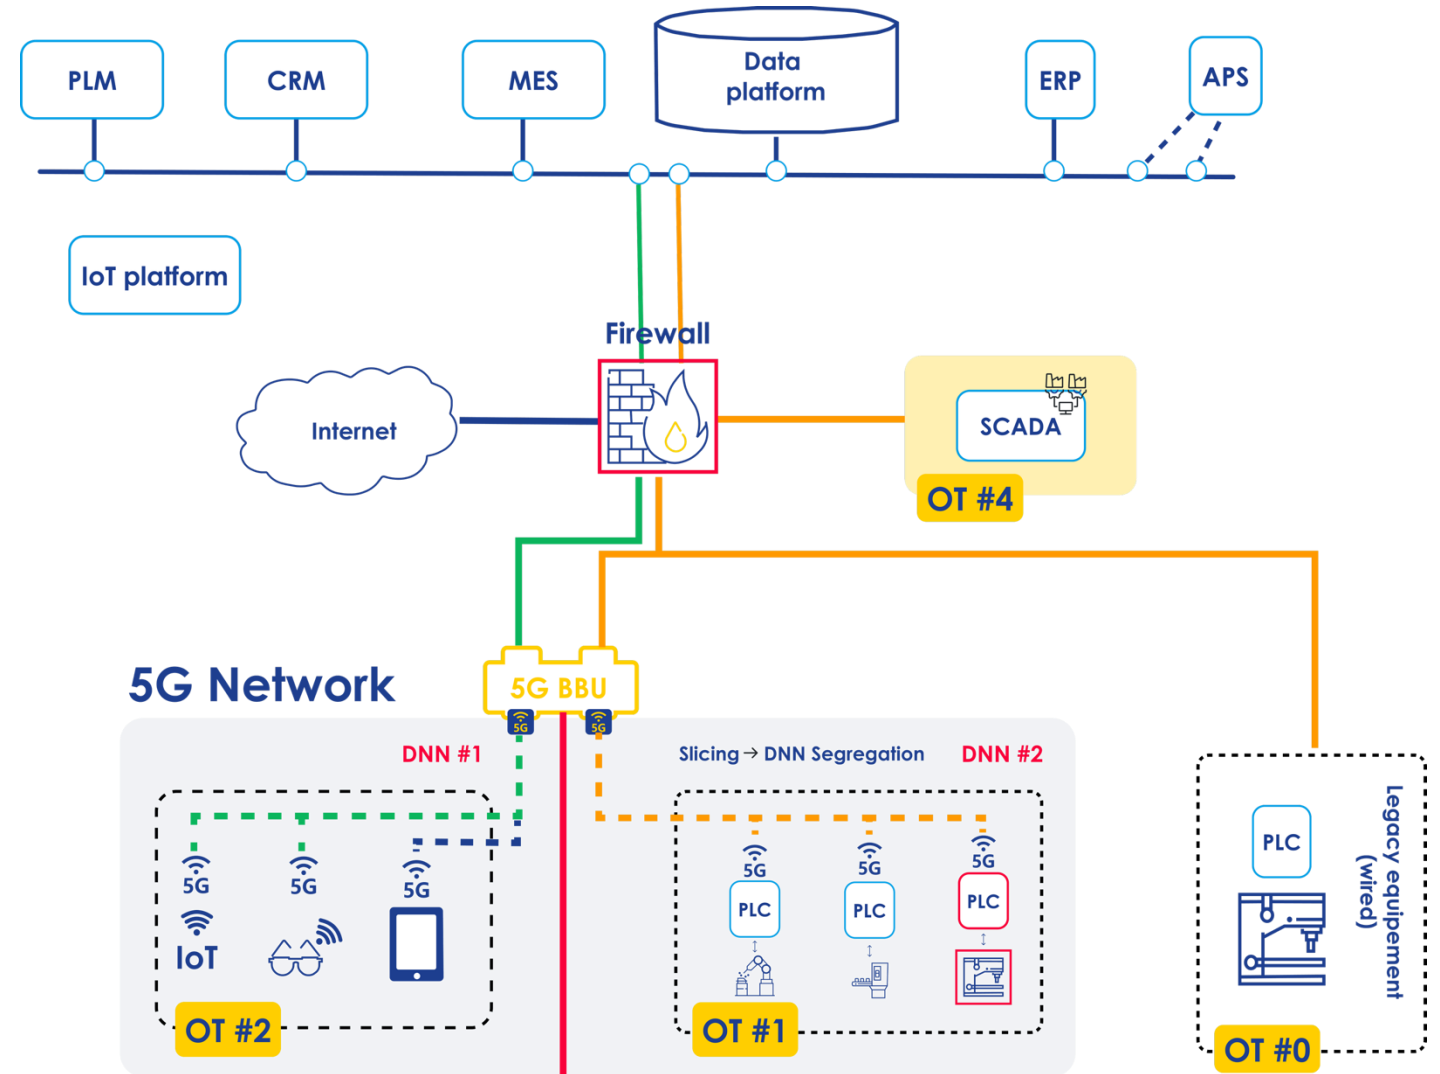 PLM
CRM
MES
Data
platform
ERP
APS
IoT platform
Firewall
Internet
SCADA
OT #4
5G Network
5G BBU
5G
5G
DNN #1
Slicing → DNN Segregation
DNN #2
5G
5G
5G
IoT
OT #2
5G
5G
5G
PLC
PLC
PLC
OT #1
PLC
Legacy equipement
(wired)
OT #0